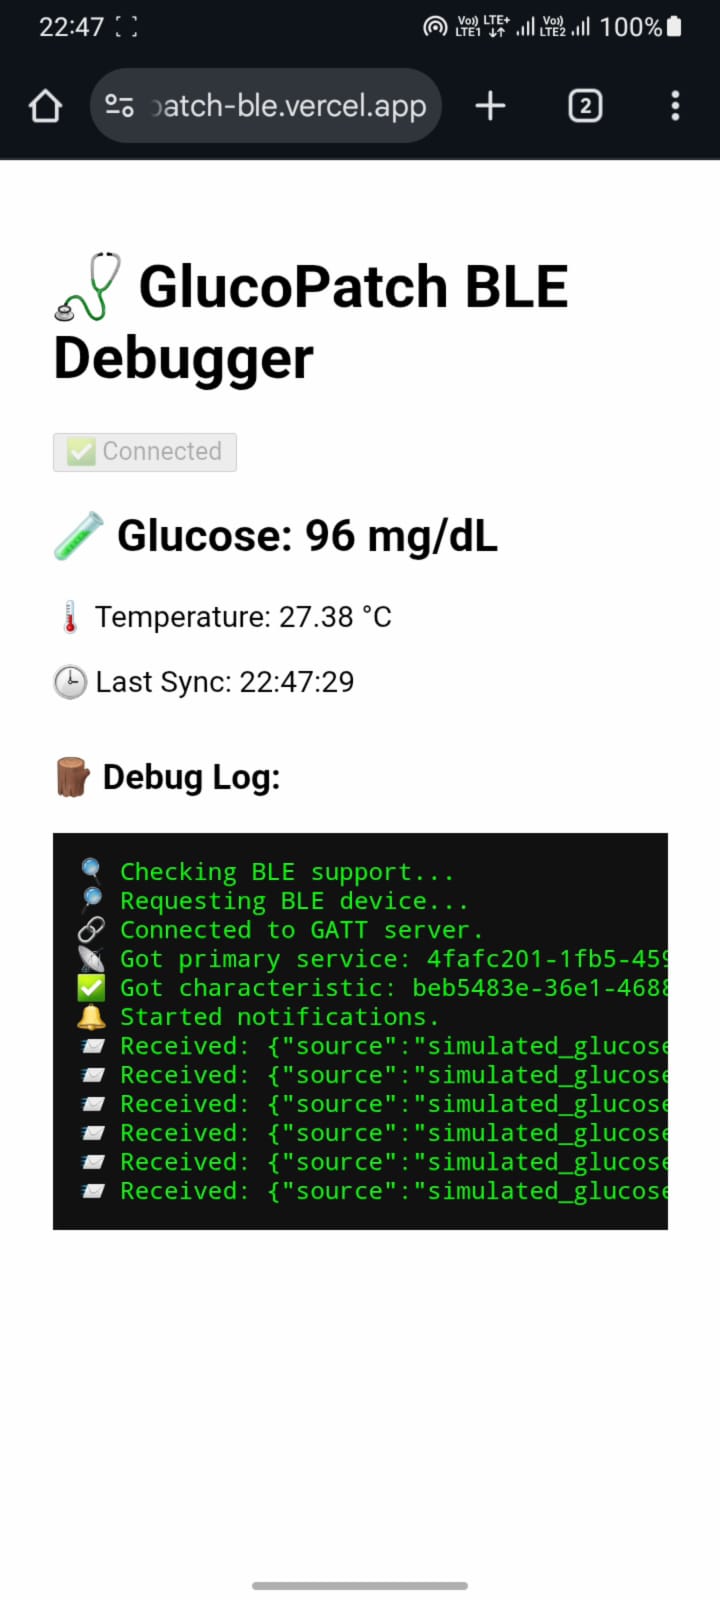 22:47
Vo)) LTE1 LTE+ Vo)) LTE2 100%
patch-ble.vercel.app
2
🩺 GlucoPatch BLE
Debugger
✅ Connected
🧪 Glucose: 96 mg/dL
🌡️ Temperature: 27.38 °C
🕒 Last Sync: 22:47:29
🪵 Debug Log:
🔍 Checking BLE support...
🔎 Requesting BLE device...
🔗 Connected to GATT server.
📡 Got primary service: 4fafc201-1fb5-459
✅ Got characteristic: beb5483e-36e1-4688
🔔 Started notifications.
📨 Received: {"source":"simulated_glucose
📨 Received: {"source":"simulated_glucose
📨 Received: {"source":"simulated_glucose
📨 Received: {"source":"simulated_glucose
📨 Received: {"source":"simulated_glucose
📨 Received: {"source":"simulated_glucose